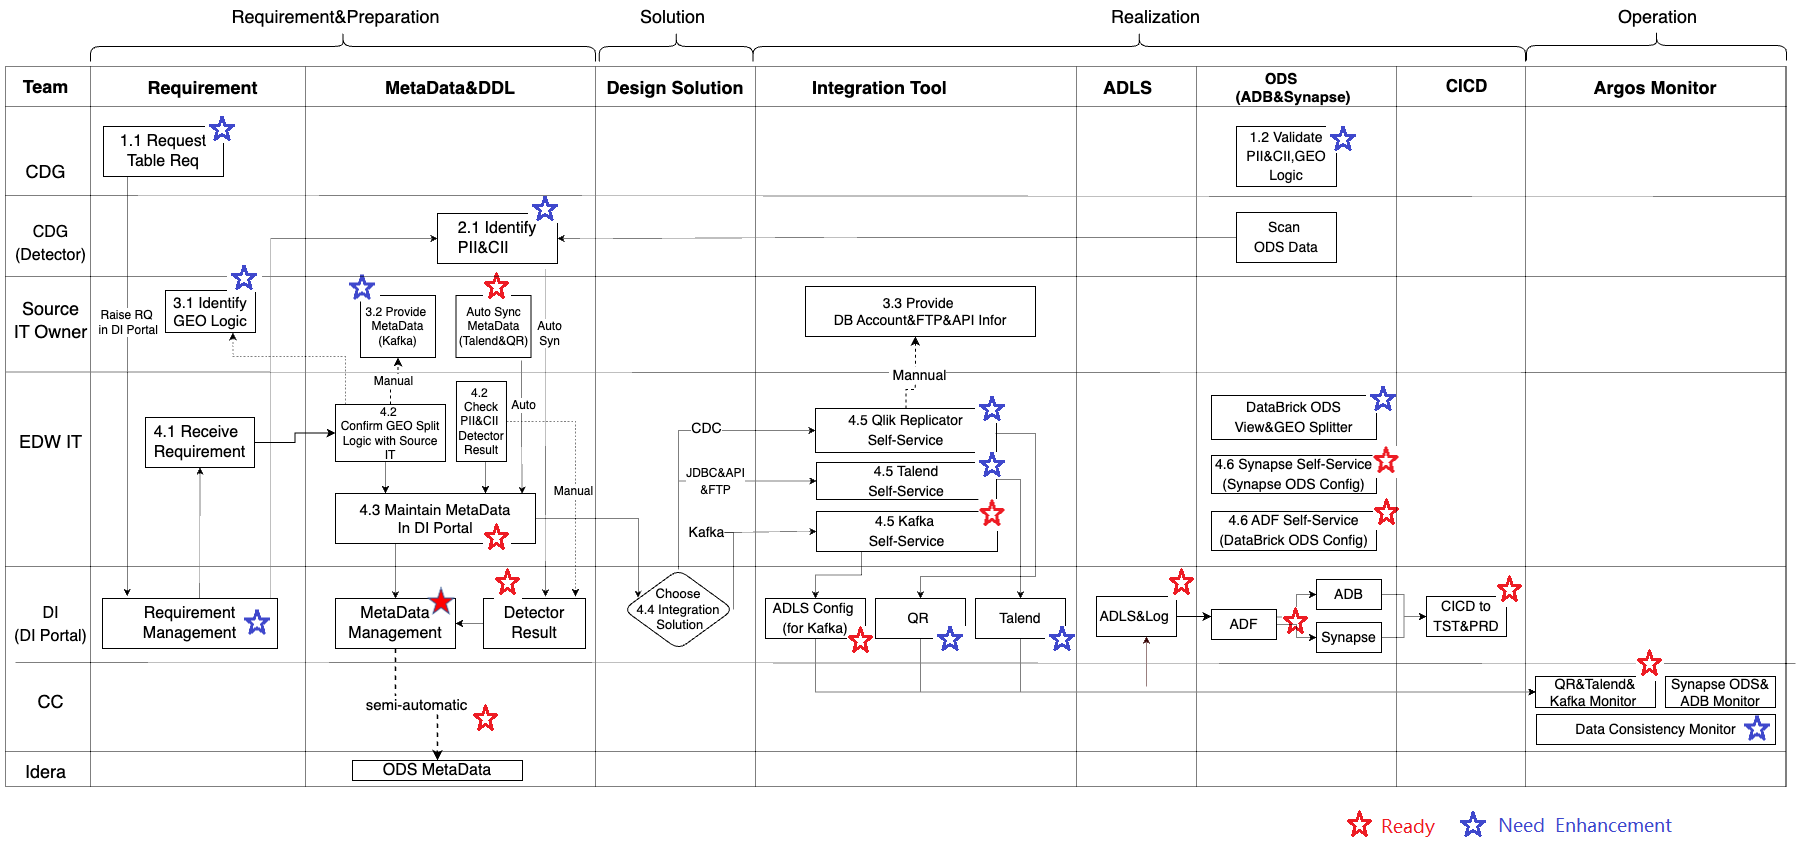 Requirement&Preparation
Solution
Realization
Operation
Team
Requirement
MetaData&DDL
Design Solution
Integration Tool
ADLS
ODS
(ADB&Synapse)
CICD
Argos Monitor
CDG
1.1 Request
Table Req
1.2 Validate
PII&CII,GEO
Logic
CDG
(Detector)
2.1 Identify
PII&CII
Scan
ODS Data
Source
IT Owner
Raise RQ
in DI Portal
3.1 Identify
GEO Logic
3.2 Provide
MetaData
(Kafka)
Auto Sync
MetaData
(Talend&QR)
Auto
Syn
3.3 Provide
DB Account&FTP&API Infor
Manual
Mannual
EDW IT
4.1 Receive
Requirement
4.2
Confirm GEO Split
Logic with Source
IT
4.2
Check
PII&CII
Detector
Result
Auto
Manual
4.3 Maintain MetaData
In DI Portal
CDC
JDBC&API
&FTP
Kafka
4.5 Qlik Replicator
Self-Service
4.5 Talend
Self-Service
4.5 Kafka
Self-Service
DataBrick ODS
View&GEO Splitter
4.6 Synapse Self-Service
(Synapse ODS Config)
4.6 ADF Self-Service
(DataBrick ODS Config)
DI
(DI Portal)
Requirement
Management
MetaData
Management
Detector
Result
Choose
4.4 Integration
Solution
ADLS Config
(for Kafka)
QR
Talend
ADLS&Log
ADF
ADB
Synapse
CICD to
TST&PRD
CC
semi-automatic
QR&Talend&
Kafka Monitor
Synapse ODS&
ADB Monitor
Data Consistency Monitor
Idera
ODS MetaData
Ready
Need Enhancement